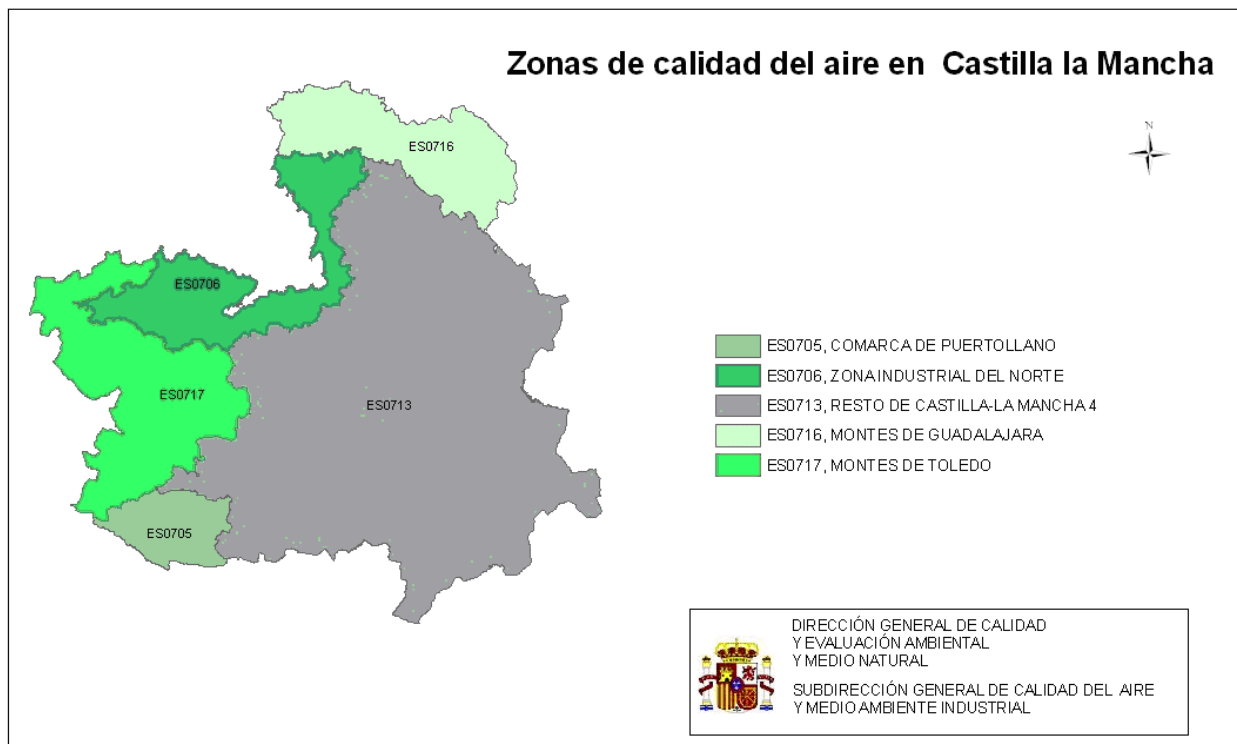 Zonas de calidad del aire en Castilla la Mancha
N
ES0716
ES0706
ES0717
ES0713
ES0705
ES0705, COMARCA DE PUERTOLLANO
ES0706, ZONA INDUSTRIAL DEL NORTE
ES0713, RESTO DE CASTILLA-LA MANCHA 4
ES0716, MONTES DE GUADALAJARA
ES0717, MONTES DE TOLEDO
DIRECCIÓN GENERAL DE CALIDAD
Y EVALUACIÓN AMBIENTAL
Y MEDIO NATURAL
SUBDIRECCIÓN GENERAL DE CALIDAD DEL AIRE
Y MEDIO AMBIENTE INDUSTRIAL